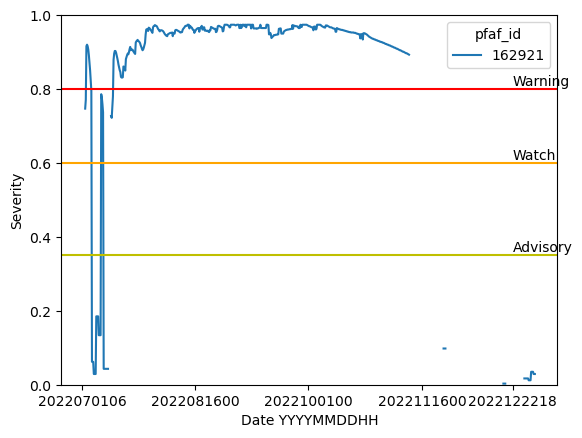 1.0
pfaf_id
162921
0.8
Warning
0.6
Watch
Severity
0.4
Advisory
0.2
0.0
2022070106 2022081600 2022100100 2022111600 2022122218
Date YYYYMMDDHH